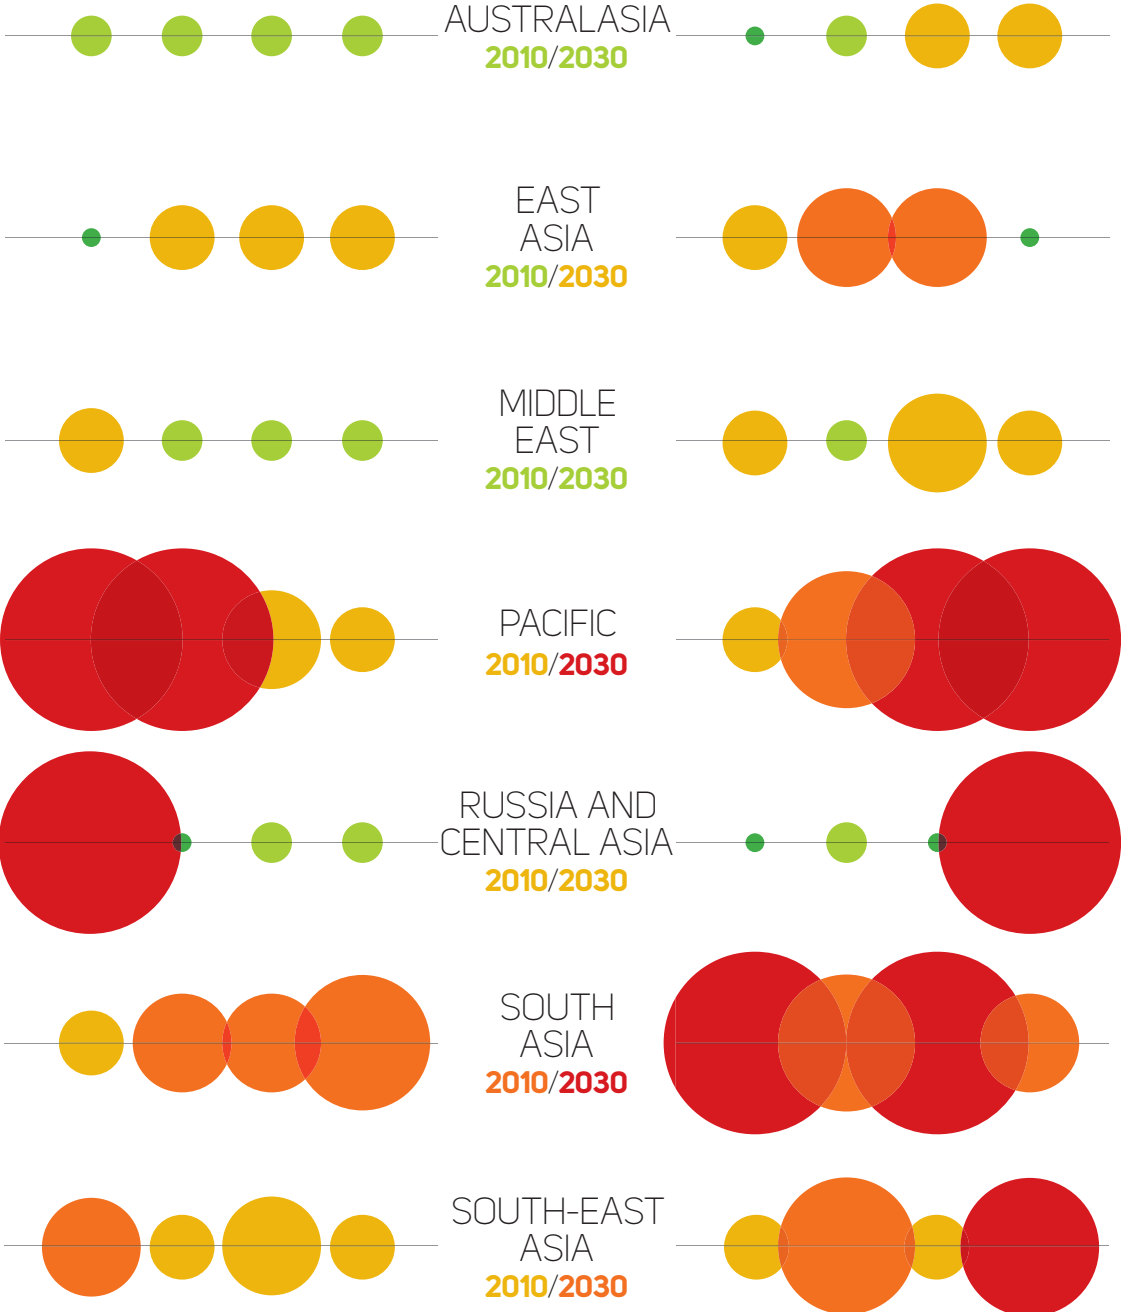 AUSTRALASIA
2010/2030
EAST
ASIA
2010/2030
MIDDLE
EAST
2010/2030
PACIFIC
2010/2030
RUSSIA AND
CENTRAL ASIA
2010/2030
SOUTH
ASIA
2010/2030
SOUTH-EAST
ASIA
2010/2030